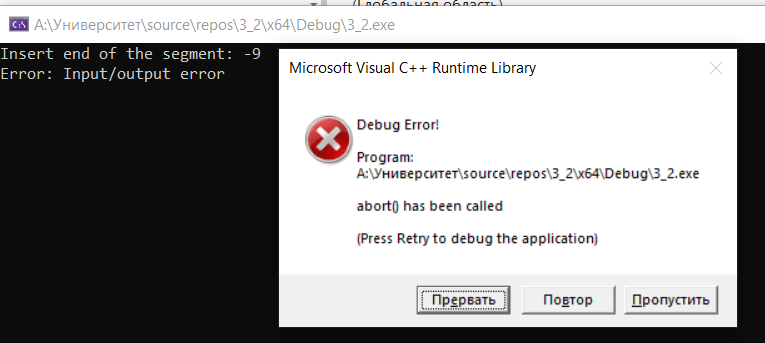 (Глобальная область)
A:\Университет\source\repos\3_2\x64\Debug\3_2.exe
Insert end of the segment: -9
Error: Input/output error
Microsoft Visual C++ Runtime Library
Debug Error!
Program:
A:\Университет\source\repos\3_2\x64\Debug\3_2.exe
abort() has been called
(Press Retry to debug the application)
Прервать
Повтор
Пропустить